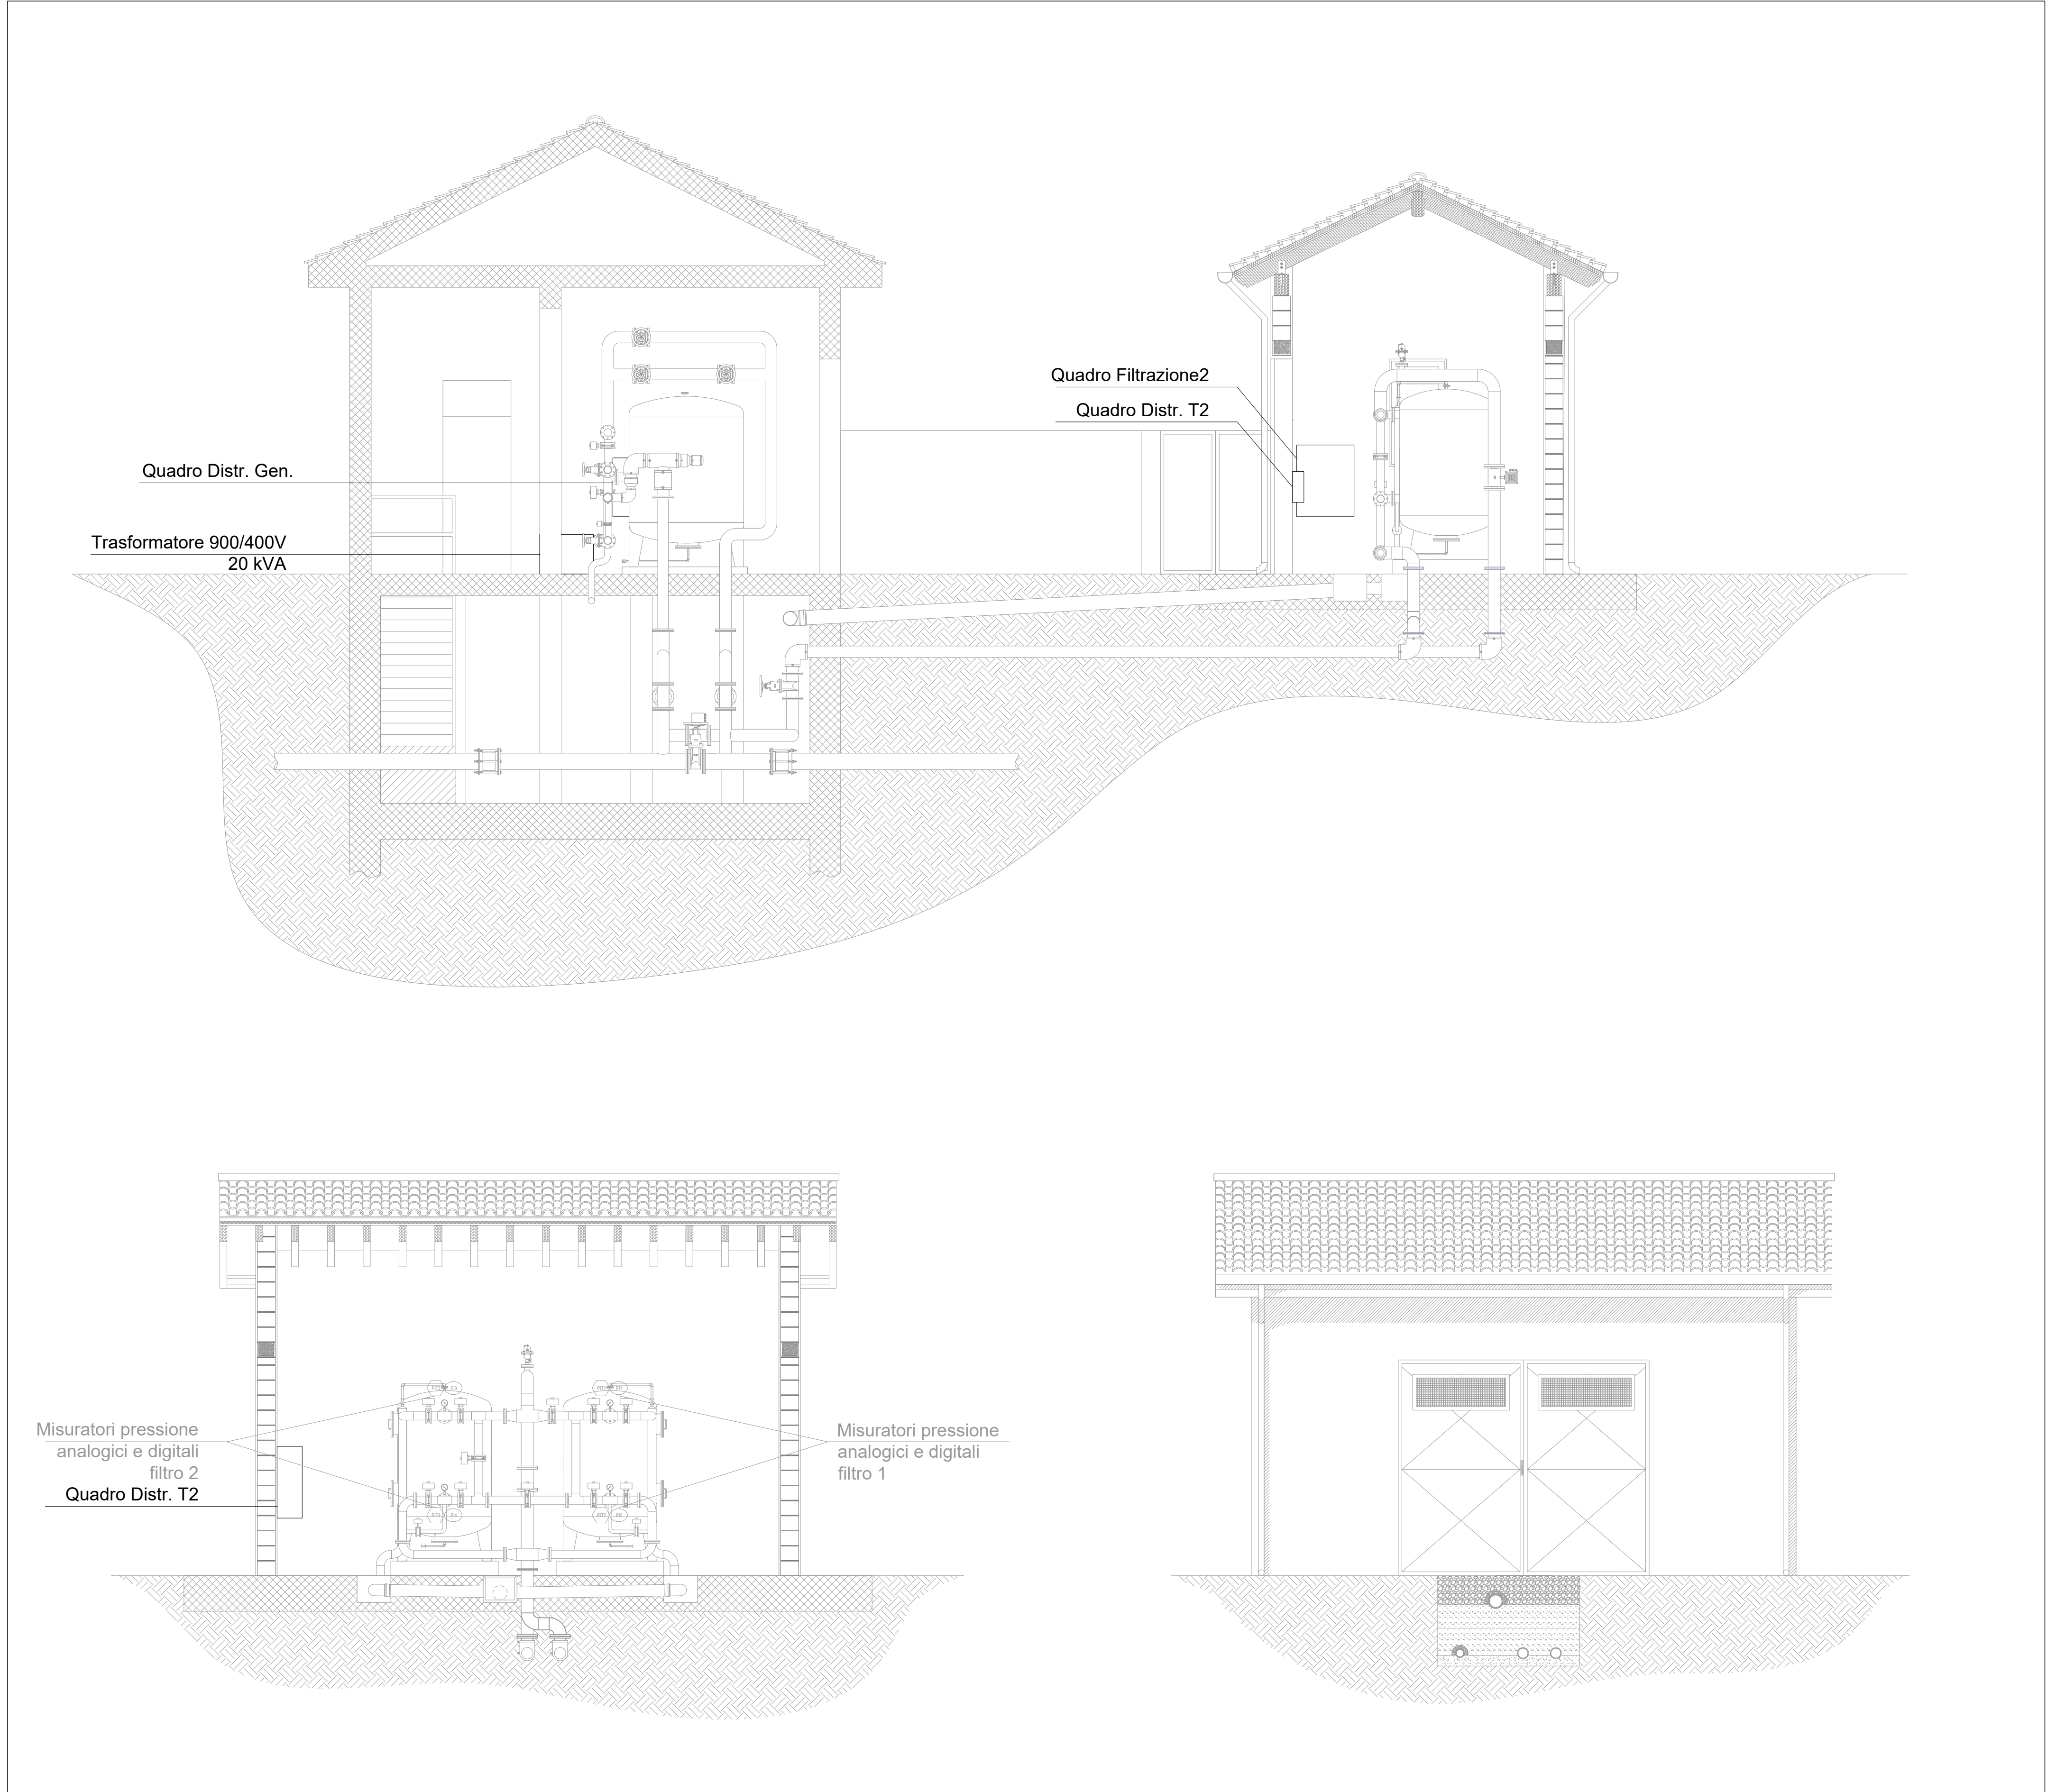 Quadro Filtrazione2
Quadro Distr. T2
Quadro Distr. Gen.
Trasformatore 900/400V
20 kVA
Misuratori pressione
analogici e digitali
filtro 2
Quadro Distr. T2
Misuratori pressione
analogici e digitali
filtro 1